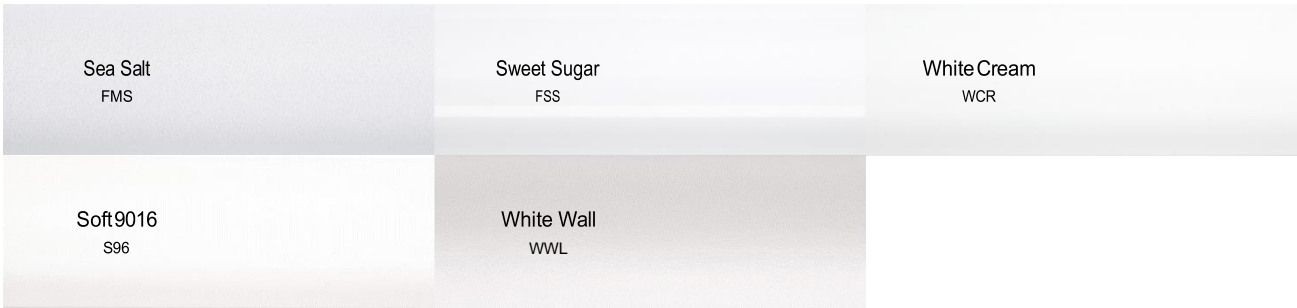 Sea Salt
FMS
Sweet Sugar
FSS
White Cream
WCR
Soft 9016
S96
White Wall
WWL